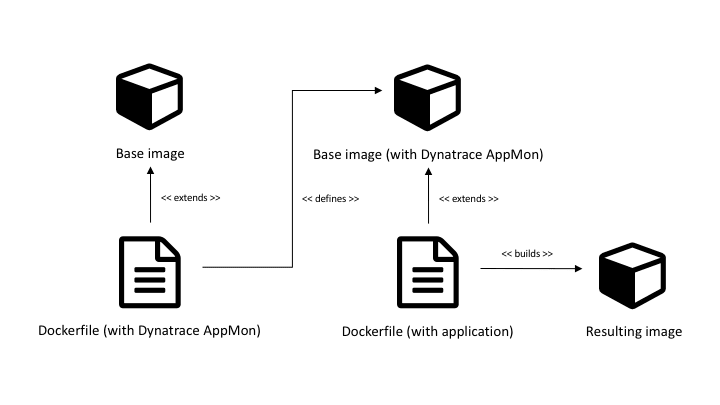 Base image
Base image (with Dynatrace AppMon)
<< extends >>
<< defines >>
<< extends >>
<< builds >>
Dockerfile (with Dynatrace AppMon)
Dockerfile (with application)
Resulting image